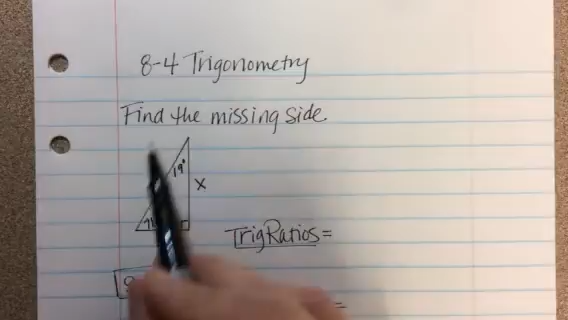 8-4 Trigonometry
Find the missing side.
19°
x
Trig Ratios =
=